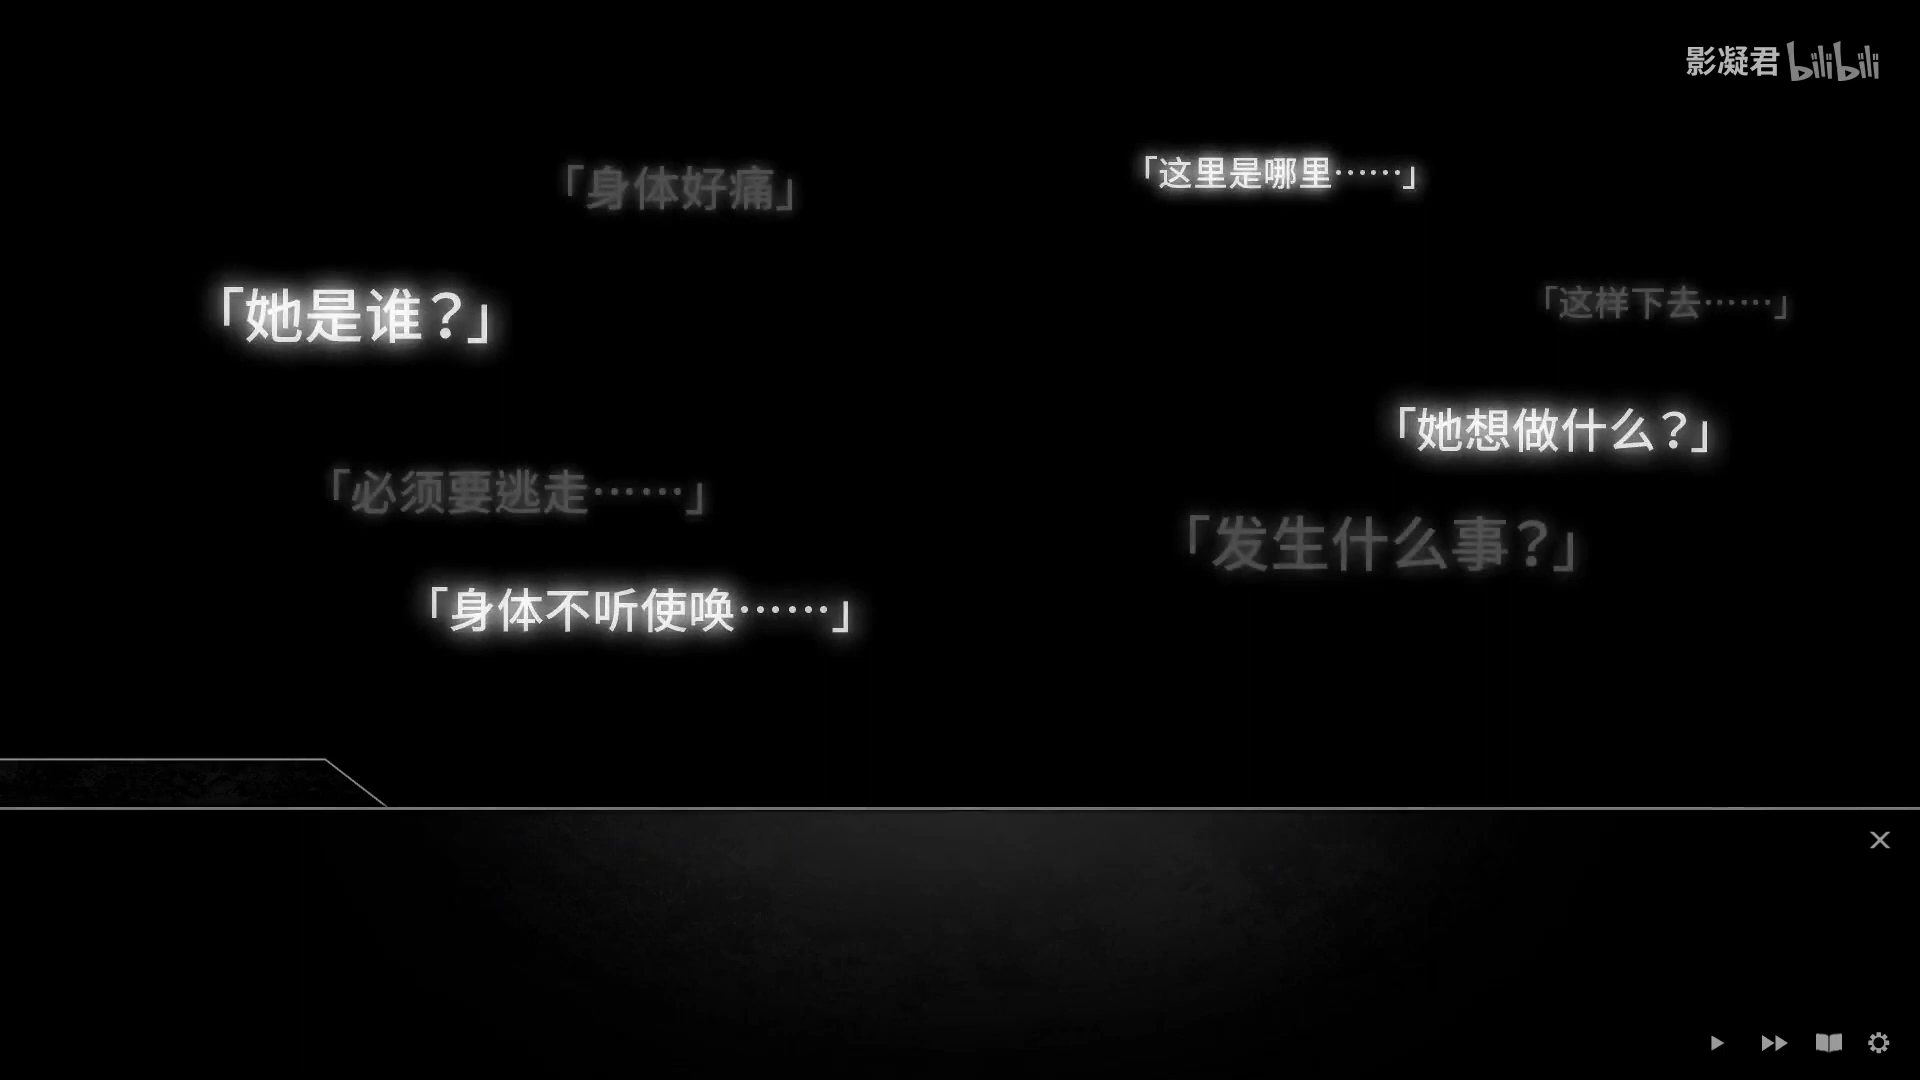 影凝君 bilibili
「身体好痛」
「这里是哪里……」
「她是谁？」
「这样下去……」
「她想做什么？」
「必须要逃走……」
「发生什么事？」
「身体不听使唤……」